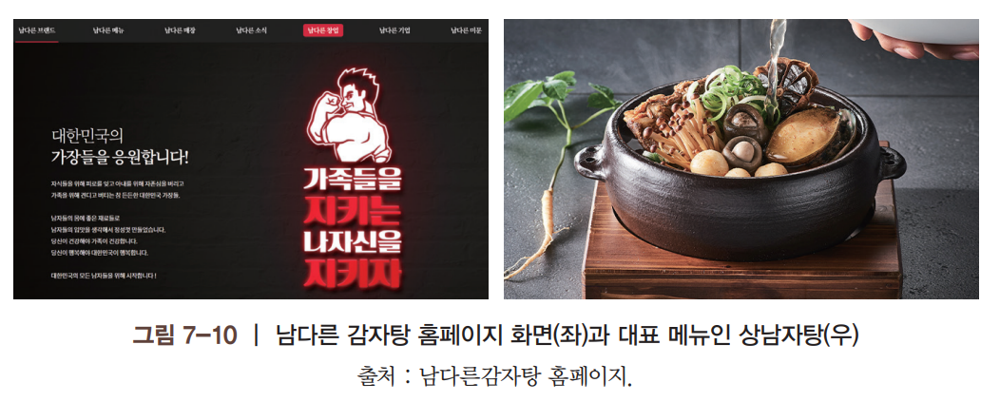 남다른 브랜드
남다른 메뉴
남다른 매장
남다른 소식
남다른 창업
남다른 기업
남다른 미문
대한민국의
가장들을 응원합니다!
자식들을 위해 피로를 잊고 아내를 위해 자존심을 버리고
가족을 위해 견디고 버티는 참 든든한 대한민국 가장들.
남자들의 몸에 좋은 재료들로
남자들의 입맛을 생각해서 정성껏 만들었습니다.
당신이 건강해야 가족이 건강합니다.
당신이 행복해야 대한민국이 행복합니다.
대한민국의 모든 남자들을 위해 시작합니다!
가족들을
지키는
나자신을
지키자
그림 7-10 | 남다른 감자탕 홈페이지 화면(좌)과 대표 메뉴인 상남자탕(우)
출처 : 남다른감자탕 홈페이지.